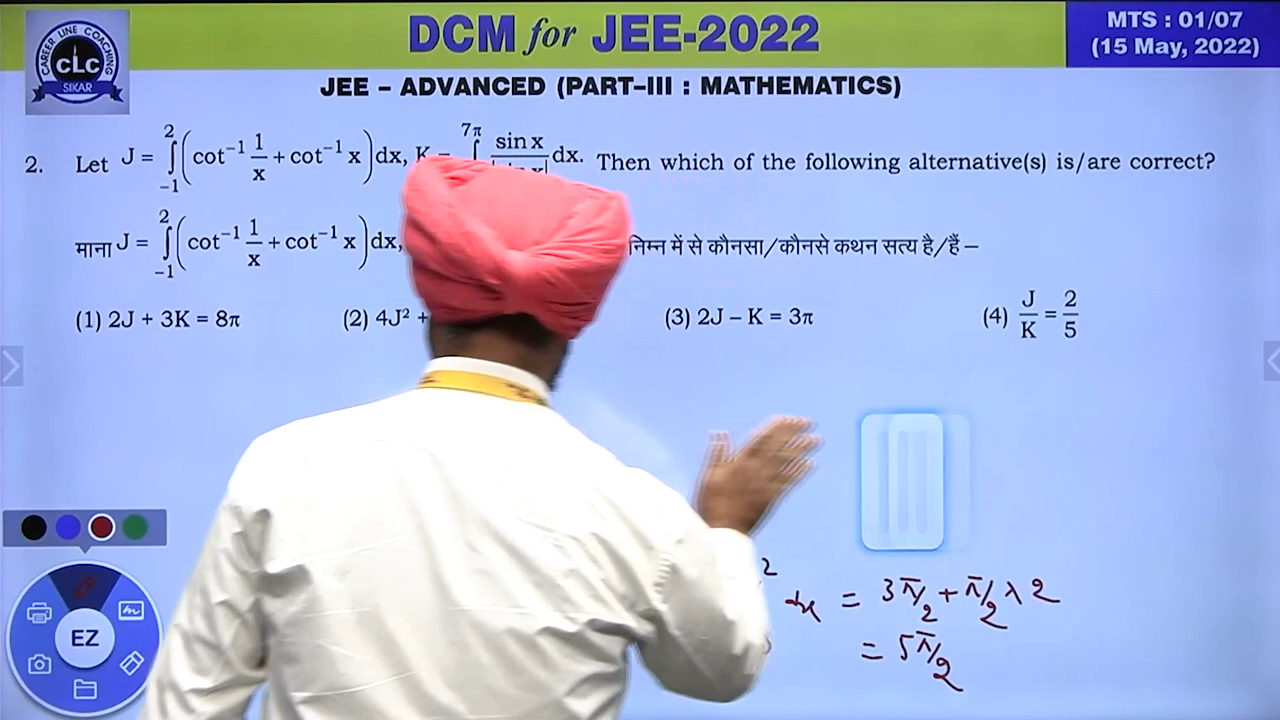 CAREER LINE COACHING
CLC
SIKAR
DCM for JEE-2022
MTS : 01/07
(15 May, 2022)
JEE – ADVANCED (PART–III : MATHEMATICS)
2. Let J = ∫₋₁² (cot⁻¹ 1/x + cot⁻¹ x) dx, K 7π ∫ sin x dx. Then which of the following alternative(s) is/are correct?
माना J = ∫₋₁² (cot⁻¹ 1/x + cot⁻¹ x) dx, निम्न में से कौनसा/कौनसे कथन सत्य है/हैं –
(1) 2J + 3K = 8π (2) 4J² + (3) 2J – K = 3π (4) J/K = 2/5
2
dx = 3π/2 + π/2 × 2
= 5π/2
EZ